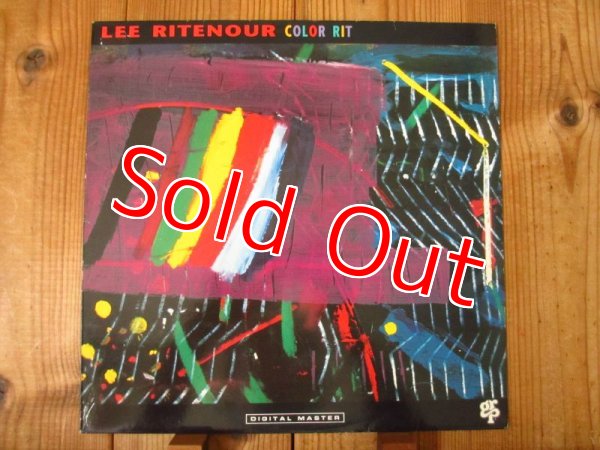 LEE RITENOUR COLOR RIT
Sold Out
DIGITAL MASTER
grp